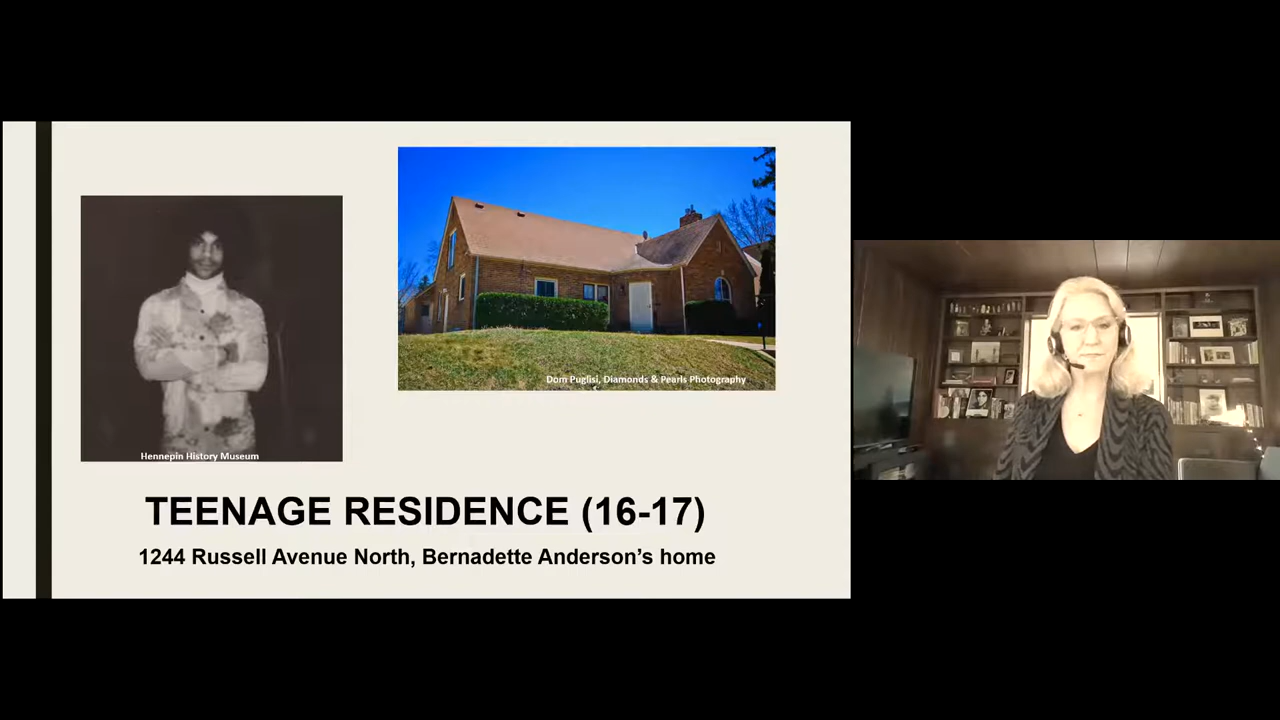 Dom Puglisi, Diamonds & Pearls Photography
Hennepin History Museum
TEENAGE RESIDENCE (16-17)
1244 Russell Avenue North, Bernadette Anderson’s home